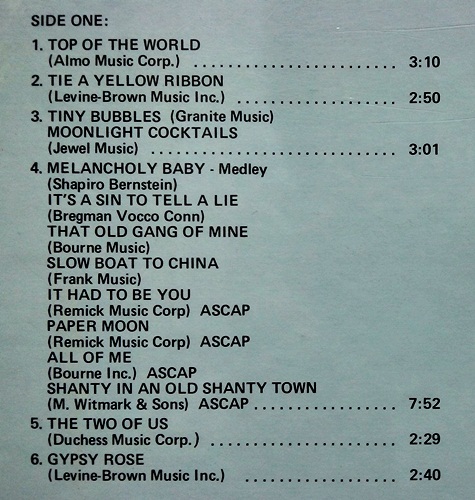 SIDE ONE:
1. TOP OF THE WORLD
(Almo Music Corp.) .......................... 3:10
2. TIE A YELLOW RIBBON
(Levine-Brown Music Inc.) .................... 2:50
3. TINY BUBBLES (Granite Music)
MOONLIGHT COCKTAILS
(Jewel Music) ............................... 3:01
4. MELANCHOLY BABY - Medley
(Shapiro Bernstein)
IT'S A SIN TO TELL A LIE
(Bregman Vocco Conn)
THAT OLD GANG OF MINE
(Bourne Music)
SLOW BOAT TO CHINA
(Frank Music)
IT HAD TO BE YOU
(Remick Music Corp) ASCAP
PAPER MOON
(Remick Music Corp) ASCAP
ALL OF ME
(Bourne Inc.) ASCAP
SHANTY IN AN OLD SHANTY TOWN
(M. Witmark & Sons) ASCAP .................. 7:52
5. THE TWO OF US
(Duchess Music Corp.) ....................... 2:29
6. GYPSY ROSE
(Levine-Brown Music Inc.) ................... 2:40